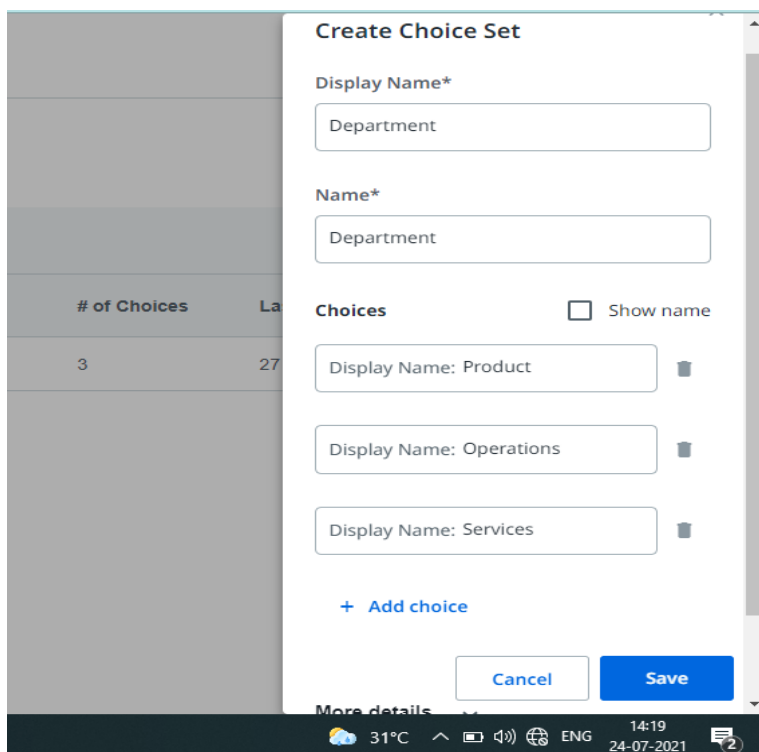 Create Choice Set
Display Name*
Department
Name*
Department
# of Choices La
Choices Show name
3 27
Display Name: Product
Display Name: Operations
Display Name: Services
+ Add choice
Cancel Save
More details
31°C ENG 14:19
24-07-2021 2